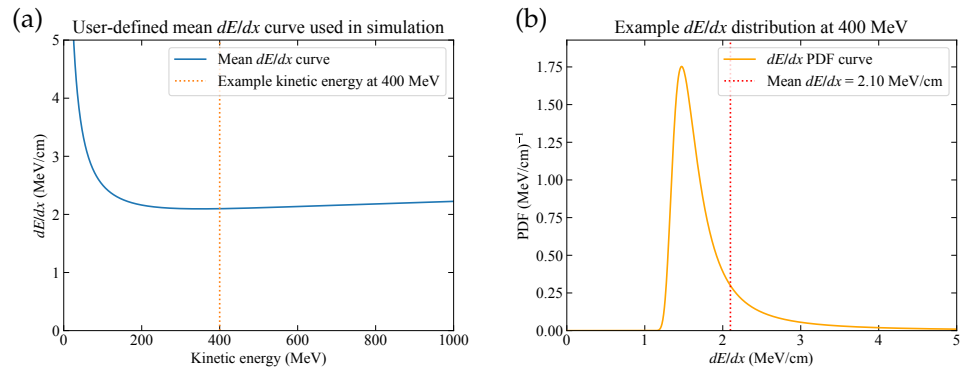 (a)
User-defined mean dE/dx curve used in simulation
5
4
3
2
1
0
dE/dx (MeV/cm)
Mean dE/dx curve
Example kinetic energy at 400 MeV
0 200 400 600 800 1000
Kinetic energy (MeV)
(b)
Example dE/dx distribution at 400 MeV
1.75
1.50
1.25
1.00
0.75
0.50
0.25
0.00
PDF (MeV/cm)⁻¹
dE/dx PDF curve
Mean dE/dx = 2.10 MeV/cm
0 1 2 3 4 5
dE/dx (MeV/cm)